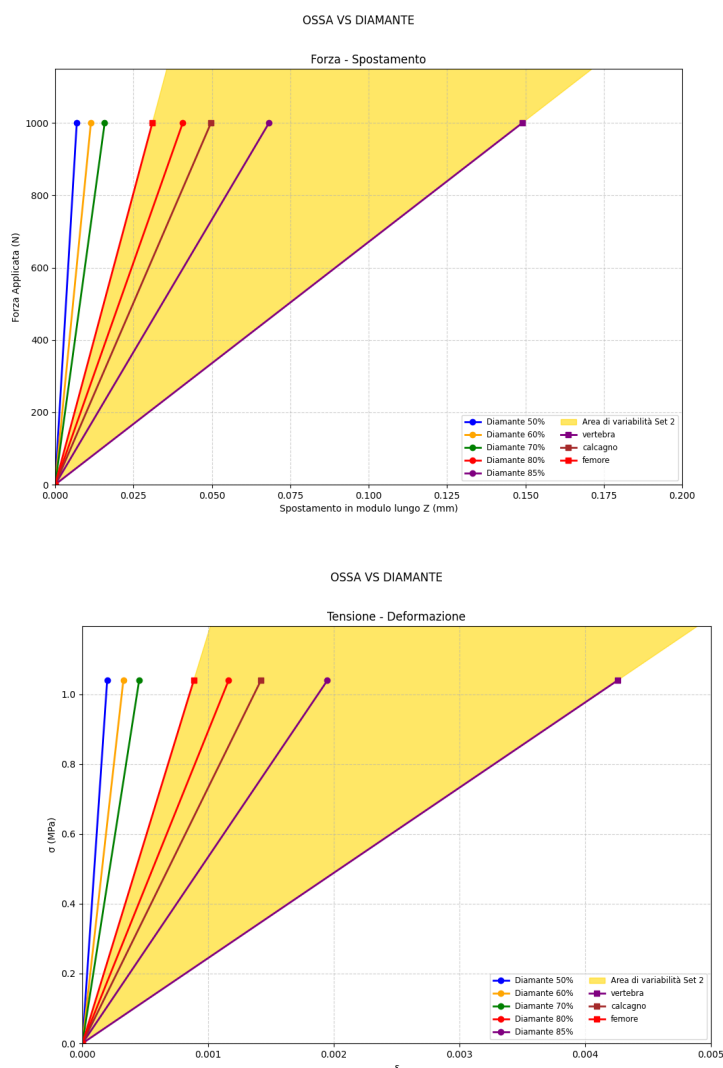 OSSA VS DIAMANTE
Forza - Spostamento
Forza Applicata (N)
1000
800
600
400
200
0
0.000 0.025 0.050 0.075 0.100 0.125 0.150 0.175 0.200
Spostamento in modulo lungo Z (mm)
Diamante 50%
Diamante 60%
Diamante 70%
Diamante 80%
Diamante 85%
Area di variabilità Set 2
vertebra
calcagno
femore
OSSA VS DIAMANTE
Tensione - Deformazione
σ (MPa)
1.0
0.8
0.6
0.4
0.2
0.0
0.000 0.001 0.002 0.003 0.004 0.005
Diamante 50%
Diamante 60%
Diamante 70%
Diamante 80%
Diamante 85%
Area di variabilità Set 2
vertebra
calcagno
femore